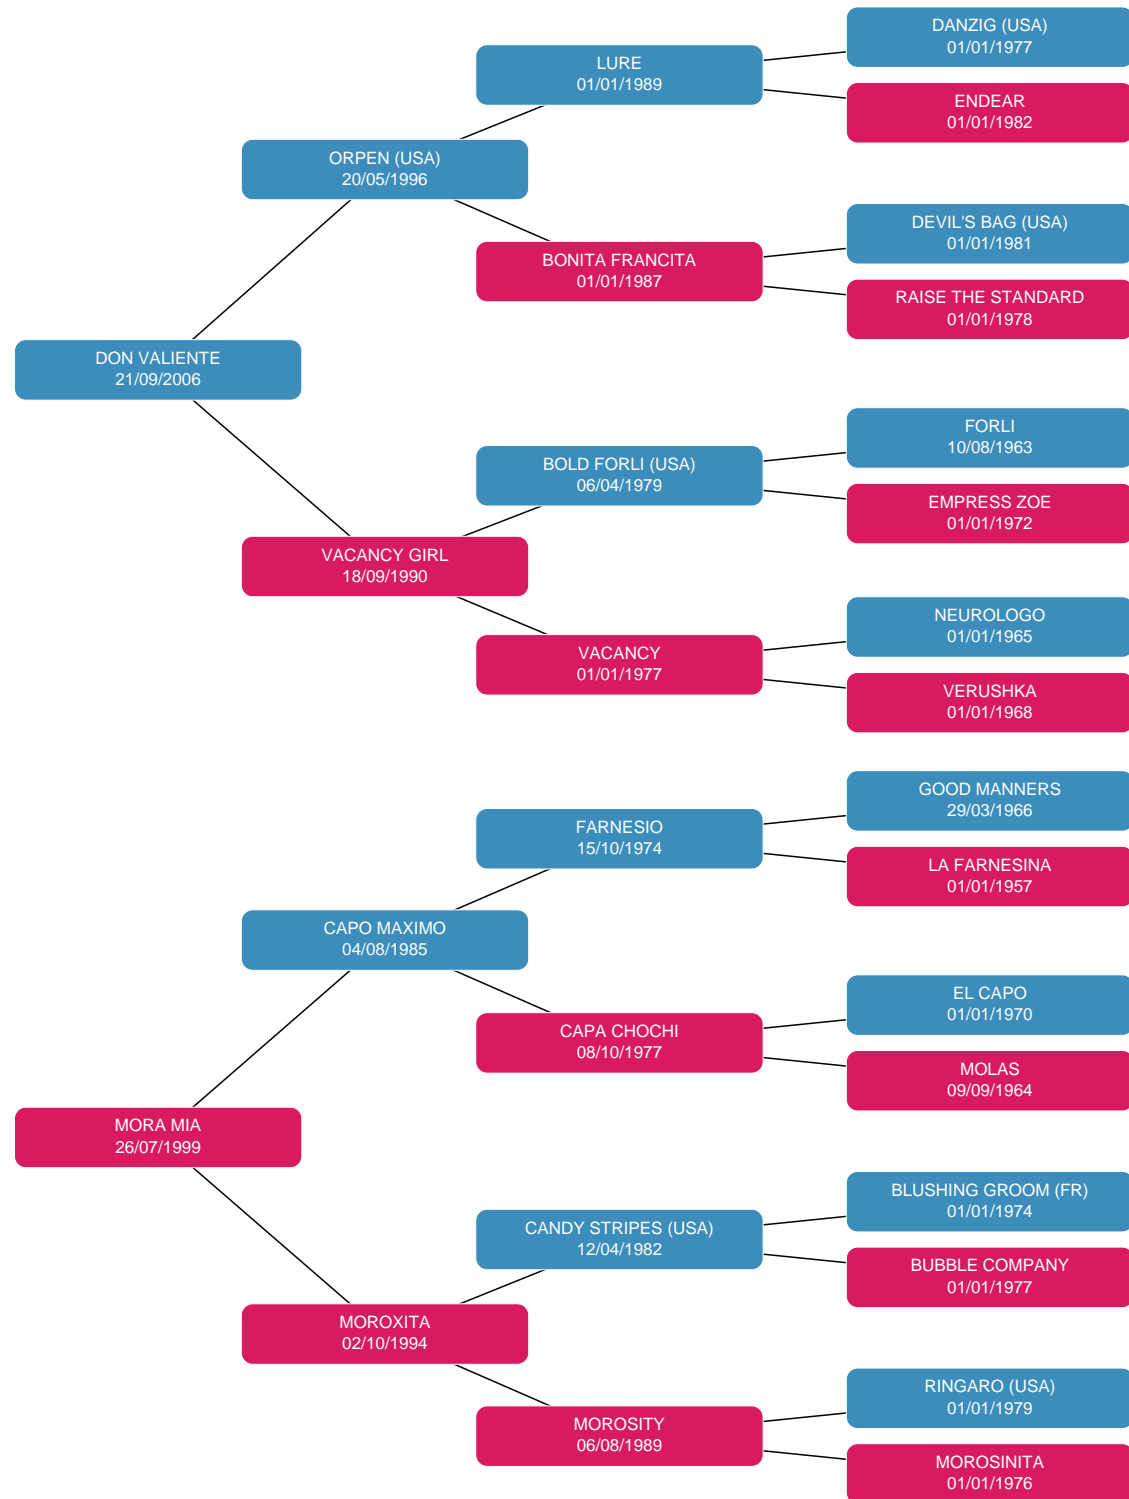 DANZIG (USA)
01/01/1977
LURE
01/01/1989
ENDEAR
01/01/1982
ORPEN (USA)
20/05/1996
DEVIL'S BAG (USA)
01/01/1981
BONITA FRANCITA
01/01/1987
RAISE THE STANDARD
01/01/1978
DON VALIENTE
21/09/2006
FORLI
10/08/1963
BOLD FORLI (USA)
06/04/1979
EMPRESS ZOE
01/01/1972
VACANCY GIRL
18/09/1990
NEUROLOGO
01/01/1965
VACANCY
01/01/1977
VERUSHKA
01/01/1968
GOOD MANNERS
29/03/1966
FARNESIO
15/10/1974
LA FARNESINA
01/01/1957
CAPO MAXIMO
04/08/1985
EL CAPO
01/01/1970
CAPA CHOCHI
08/10/1977
MOLAS
09/09/1964
MORA MIA
26/07/1999
BLUSHING GROOM (FR)
01/01/1974
CANDY STRIPES (USA)
12/04/1982
BUBBLE COMPANY
01/01/1977
MOROXITA
02/10/1994
RINGARO (USA)
01/01/1979
MOROSITY
06/08/1989
MOROSINITA
01/01/1976